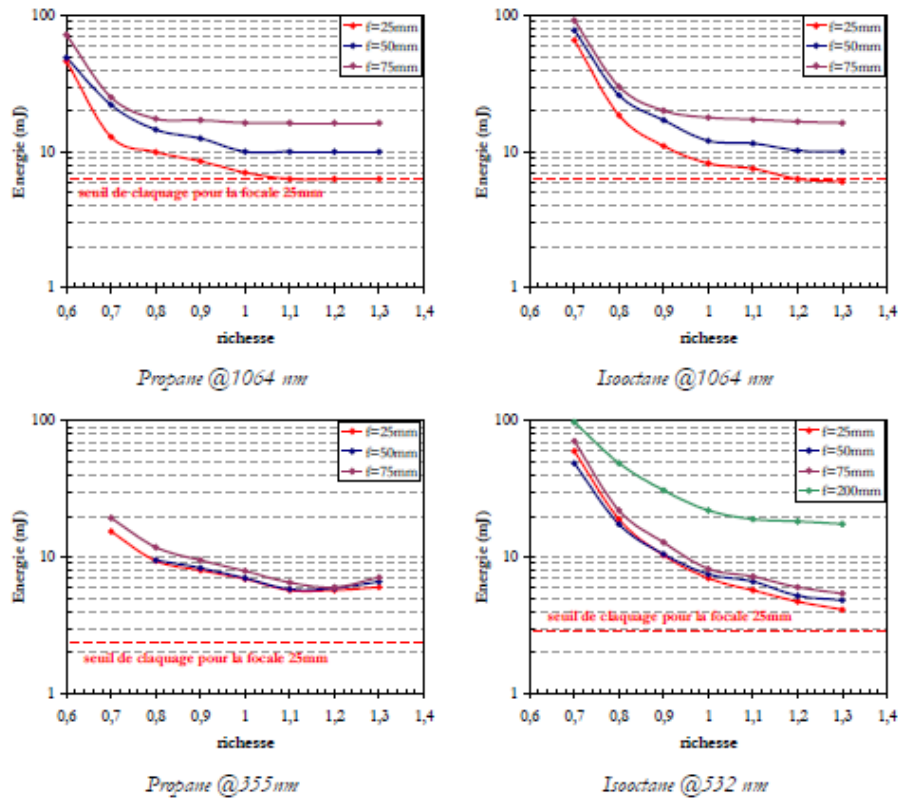 100
10
1
Energie (mJ)
f=25mm
f=50mm
f=75mm
seuil de claquage pour la focale 25mm
0,6 0,7 0,8 0,9 1 1,1 1,2 1,3 1,4
richesse
Propane @1064 nm
100
10
1
Energie (mJ)
f=25mm
f=50mm
f=75mm
0,6 0,7 0,8 0,9 1 1,1 1,2 1,3 1,4
richesse
Isooctane @1064 nm
100
10
1
Energie (mJ)
f=25mm
f=50mm
f=75mm
seuil de claquage pour la focale 25mm
0,6 0,7 0,8 0,9 1 1,1 1,2 1,3 1,4
richesse
Propane @355nm
100
10
1
Energie (mJ)
f=25mm
f=50mm
f=75mm
f=200mm
seuil de claquage pour la focale 25mm
0,6 0,7 0,8 0,9 1 1,1 1,2 1,3 1,4
richesse
Isooctane @532 nm